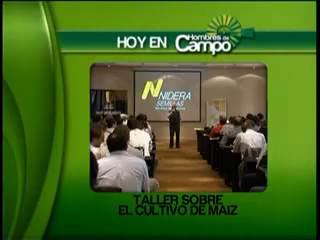 HOY EN
Hombres de
Campo
NIDERA
SEMILLAS
TALLER SOBRE
EL CULTIVO DE MAIZ